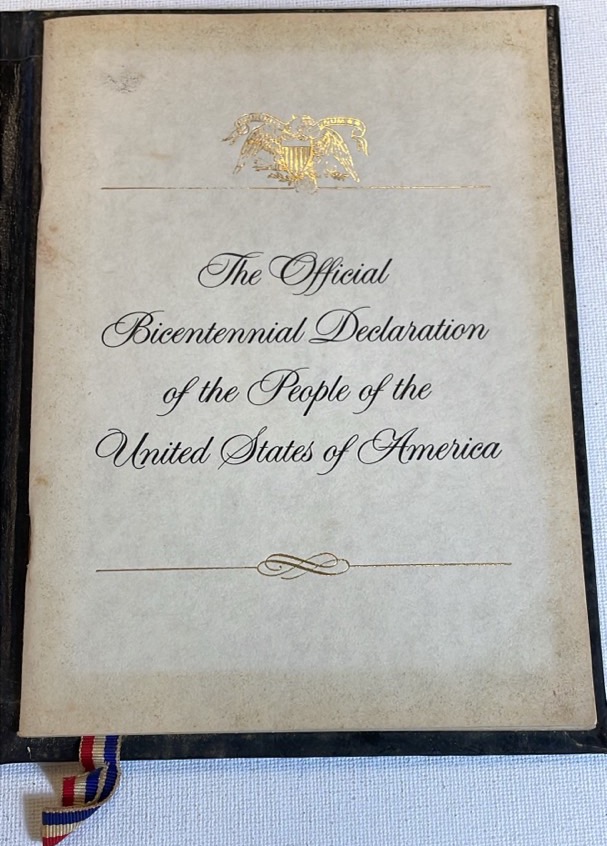 The Official
Bicentennial Declaration
of the People of the
United States of America